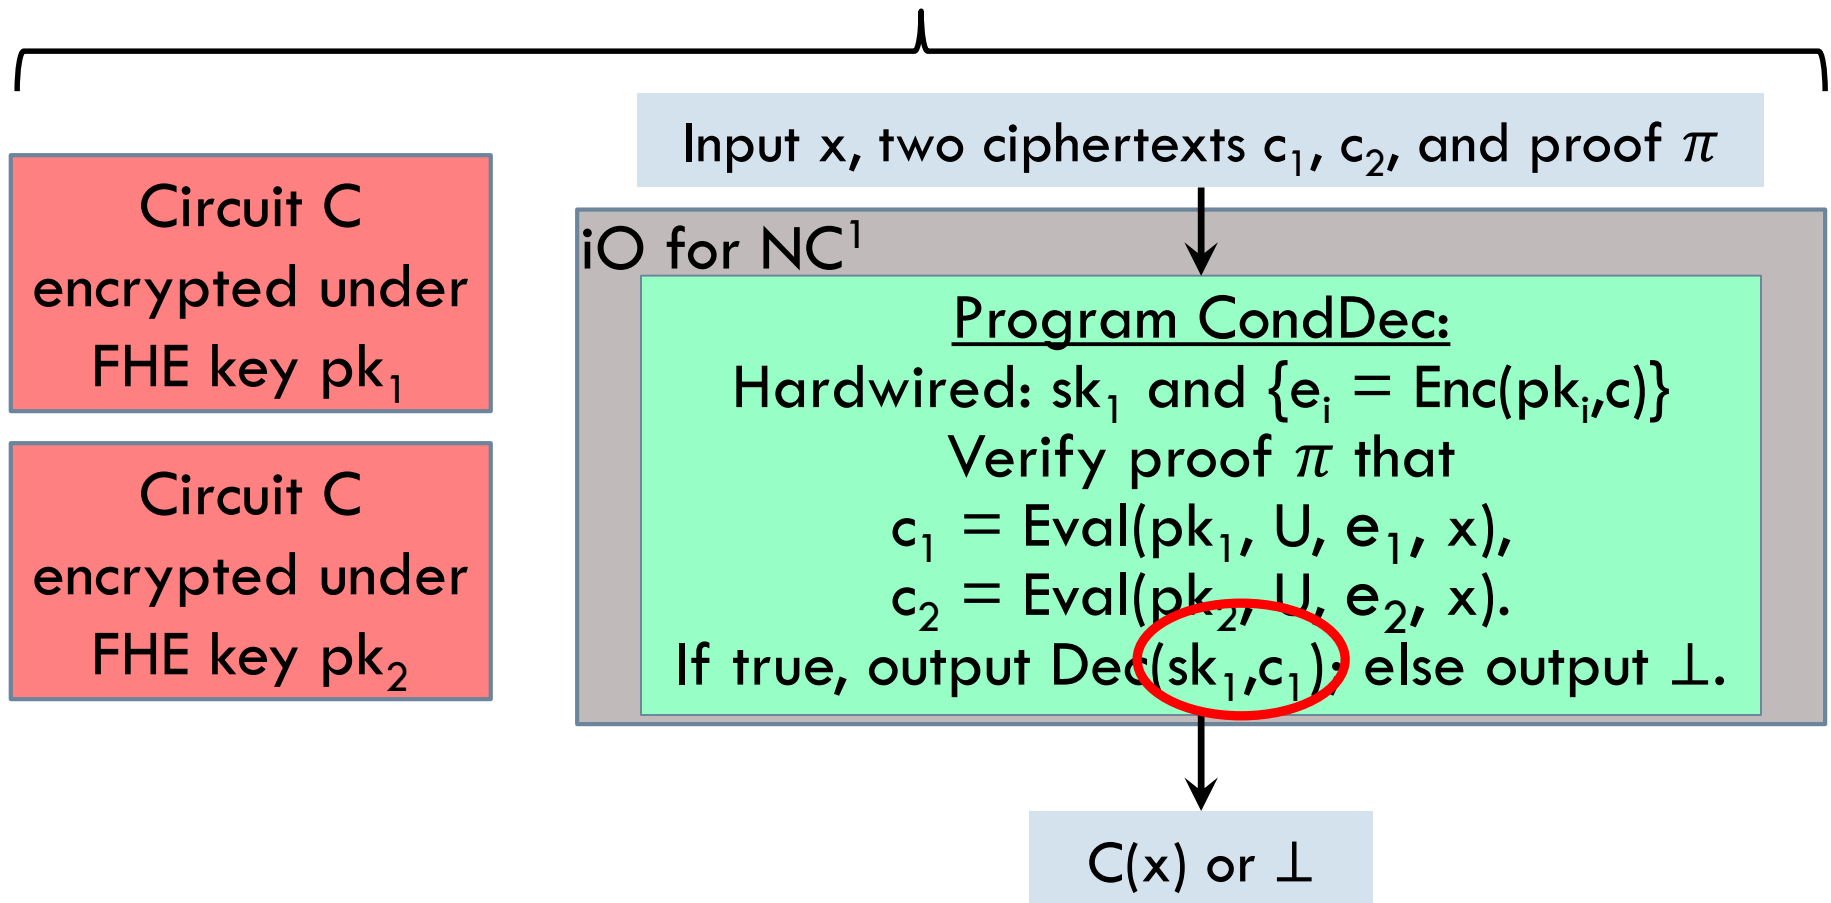 Input x, two ciphertexts c₁, c₂, and proof π
Circuit C
encrypted under
FHE key pk₁
Circuit C
encrypted under
FHE key pk₂
iO for NC¹
Program CondDec:
Hardwired: sk₁ and {eᵢ = Enc(pkᵢ,c)}
Verify proof π that
c₁ = Eval(pk₁, U, e₁, x),
c₂ = Eval(pk₂, U, e₂, x).
If true, output Dec(sk₁,c₁); else output ⊥.
C(x) or ⊥